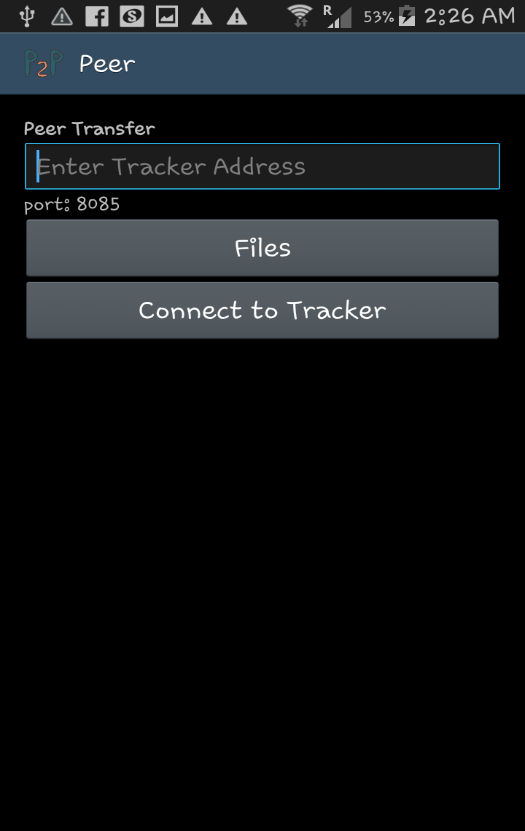 R 53% 2:26 AM
P2P Peer
Peer Transfer
Enter Tracker Address
port: 8085
Files
Connect to Tracker